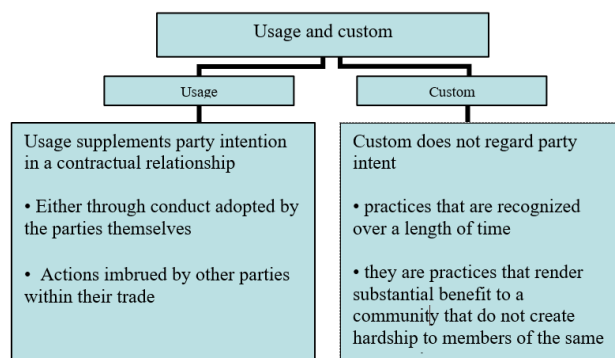 Usage and custom
Usage
Custom
Usage supplements party intention
in a contractual relationship
• Either through conduct adopted by
the parties themselves
• Actions imbrued by other parties
within their trade
Custom does not regard party
intent
• practices that are recognized
over a length of time
• they are practices that render
substantial benefit to a
community that do not create
hardship to members of the same